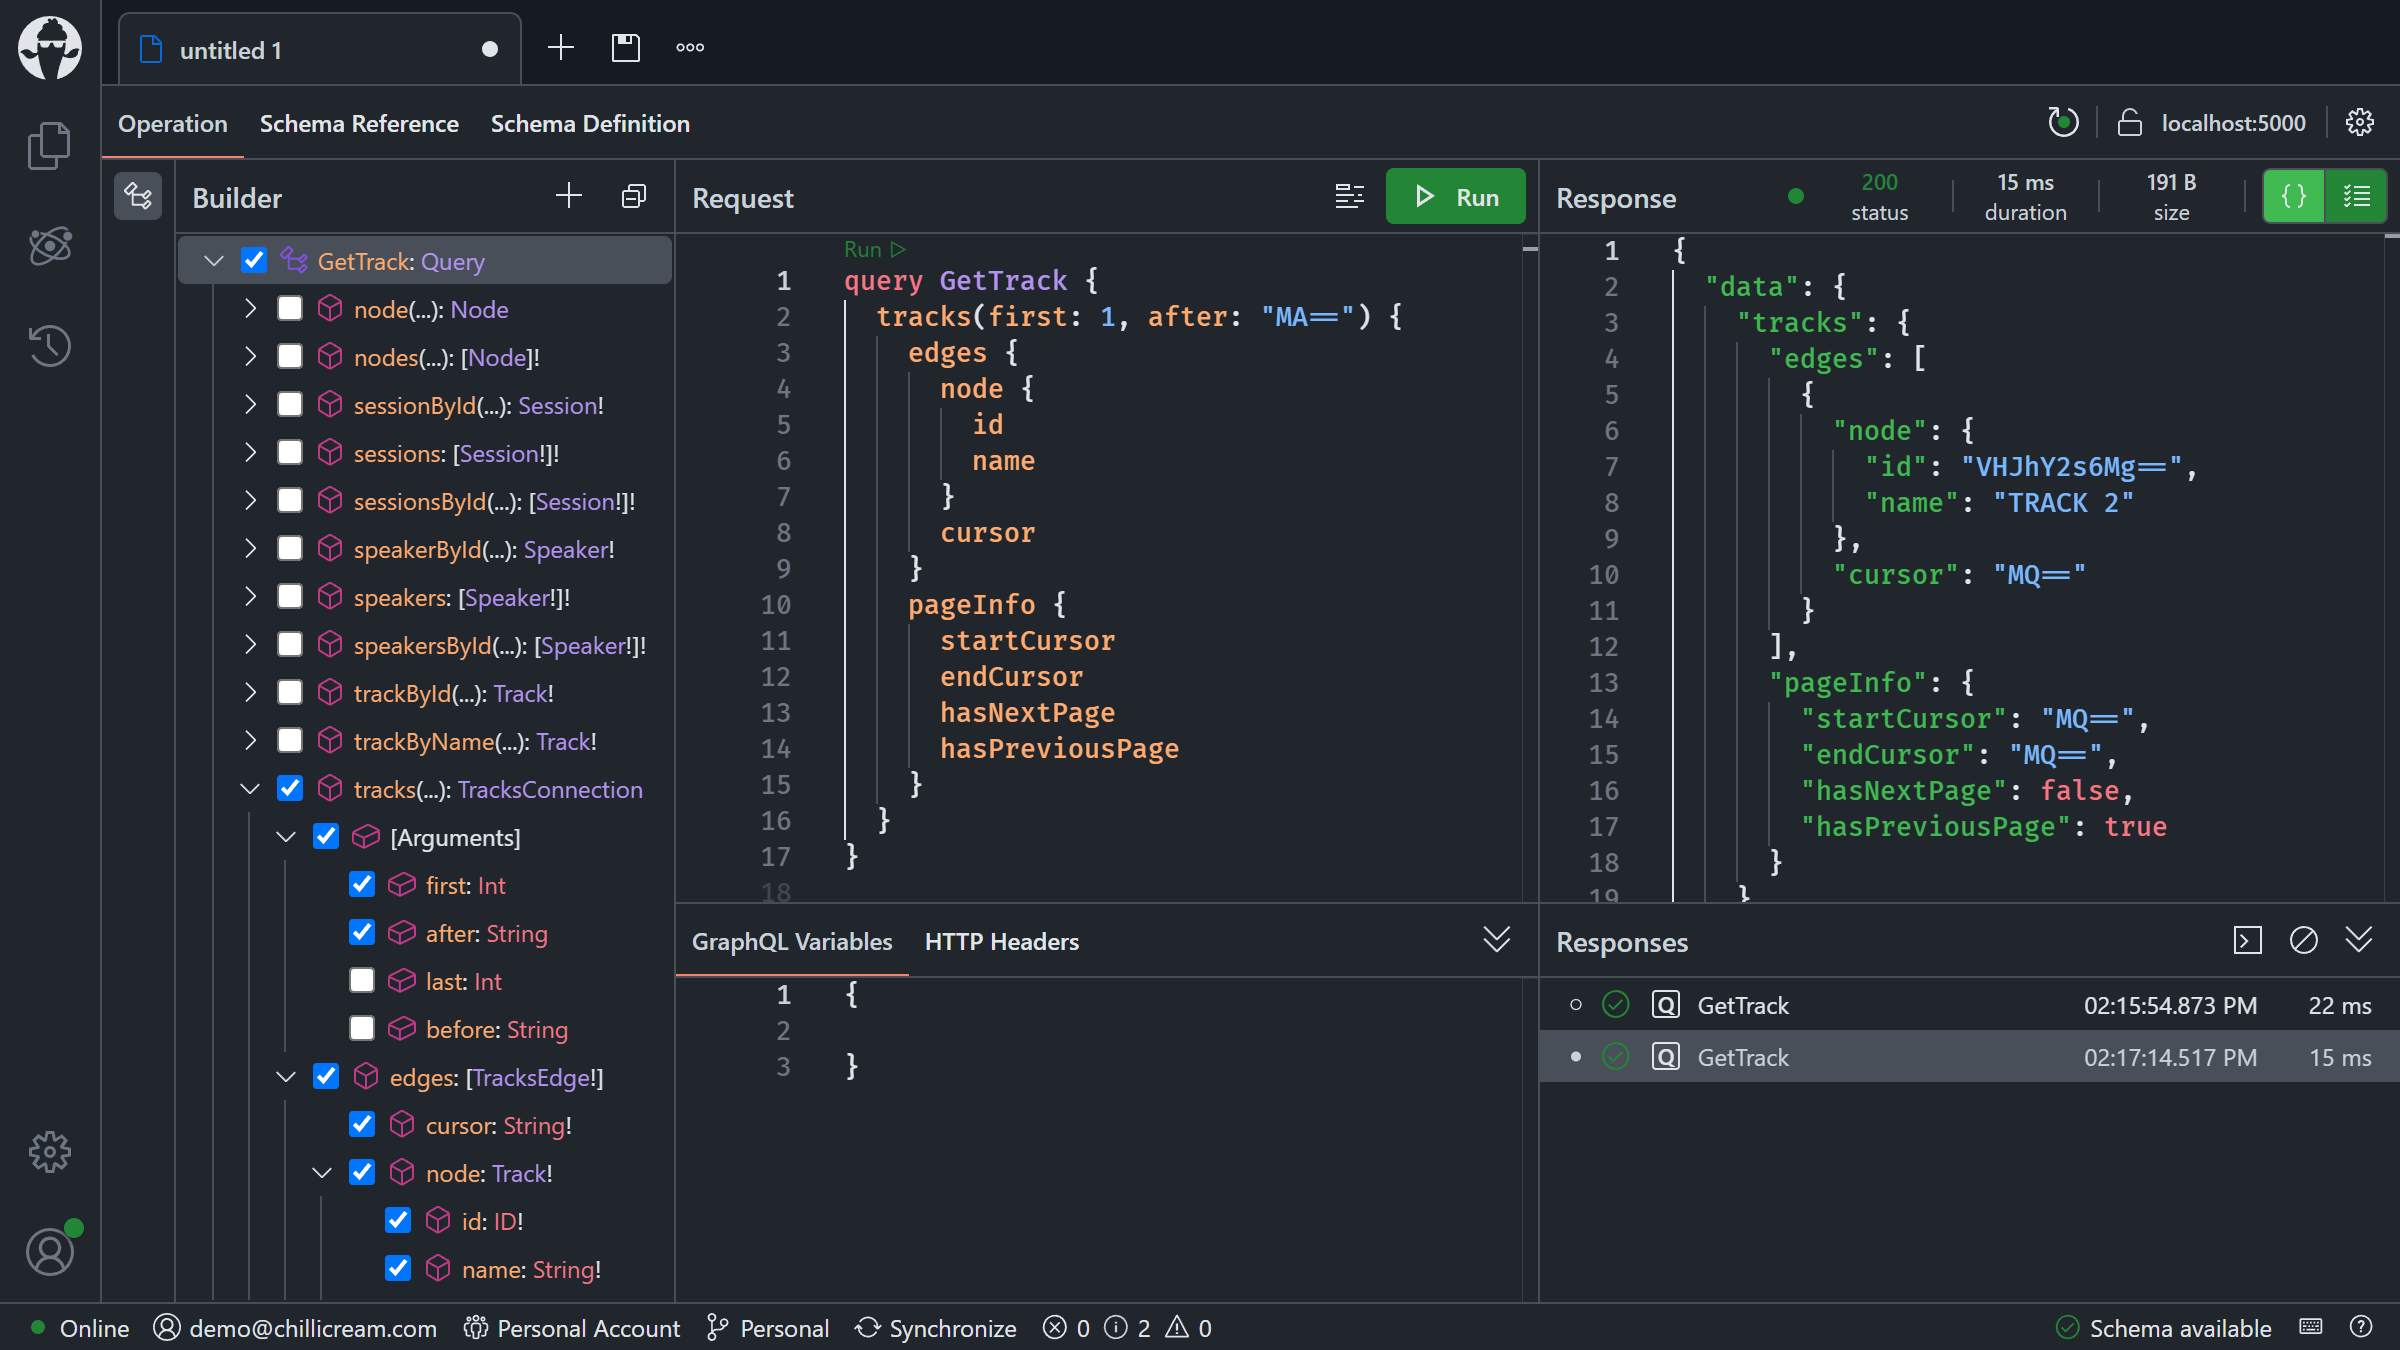 untitled 1
Operation Schema Reference Schema Definition
localhost:5000
Builder
GetTrack: Query
node(...): Node
nodes(...): [Node]!
sessionById(...): Session!
sessions: [Session!]!
sessionsById(...): [Session!]!
speakerById(...): Speaker!
speakers: [Speaker!]!
speakersById(...): [Speaker!]!
trackById(...): Track!
trackByName(...): Track!
tracks(...): TracksConnection
[Arguments]
first: Int
after: String
last: Int
before: String
edges: [TracksEdge!]
cursor: String!
node: Track!
id: ID!
name: String!
Request
Run
Run
1 query GetTrack {
2 tracks(first: 1, after: "MA==") {
3 edges {
4 node {
5 id
6 name
7 }
8 cursor
9 }
10 pageInfo {
11 startCursor
12 endCursor
13 hasNextPage
14 hasPreviousPage
15 }
16 }
17 }
18
GraphQL Variables HTTP Headers
1 {
2
3 }
Response
200 status
15 ms duration
191 B size
{}
1 {
2 "data": {
3 "tracks": {
4 "edges": [
5 {
6 "node": {
7 "id": "VHJhY2s6Mg==",
8 "name": "TRACK 2"
9 },
10 "cursor": "MQ=="
11 }
12 ],
13 "pageInfo": {
14 "startCursor": "MQ==",
15 "endCursor": "MQ==",
16 "hasNextPage": false,
17 "hasPreviousPage": true
18 }
19 }
Responses
Q GetTrack 02:15:54.873 PM 22 ms
Q GetTrack 02:17:14.517 PM 15 ms
Online demo@chillicream.com Personal Account Personal Synchronize 0 2 0 Schema available